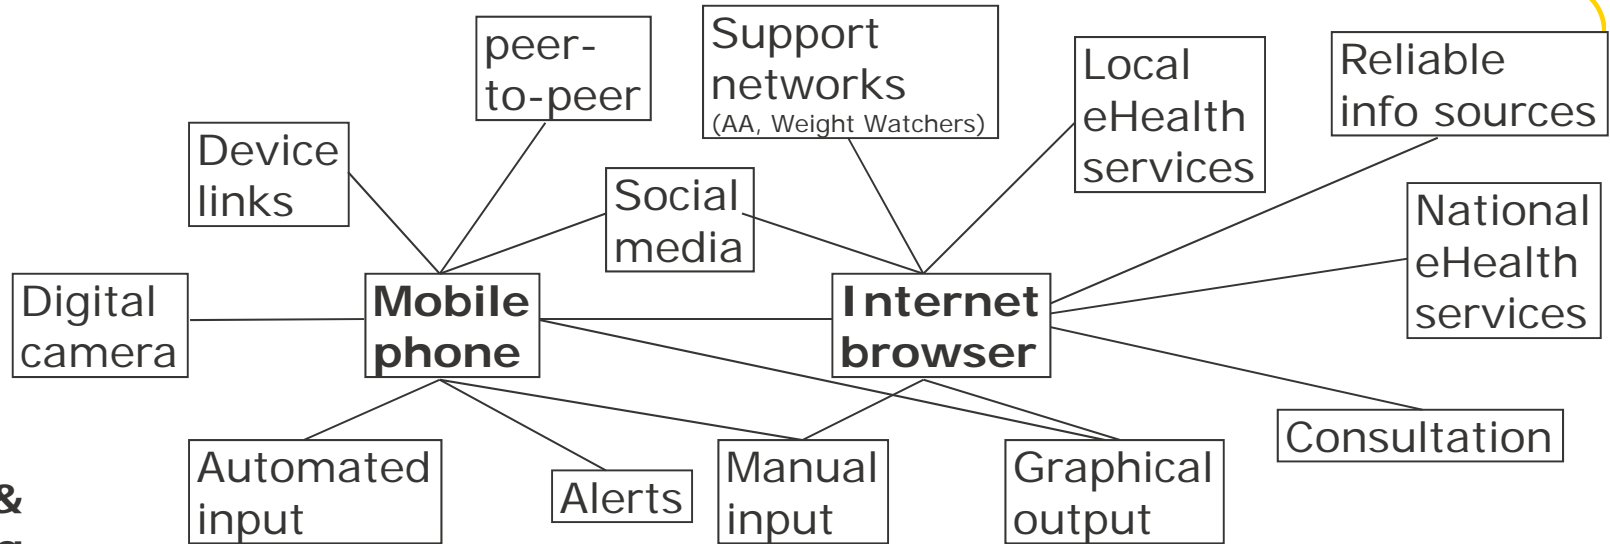 peer-
to-peer
Support
networks
(AA, Weight Watchers)
Local
eHealth
services
Reliable
info sources
Device
links
Social
media
National
eHealth
services
Digital
camera
Mobile
phone
Internet
browser
Consultation
Automated
input
Alerts
Manual
input
Graphical
output
&